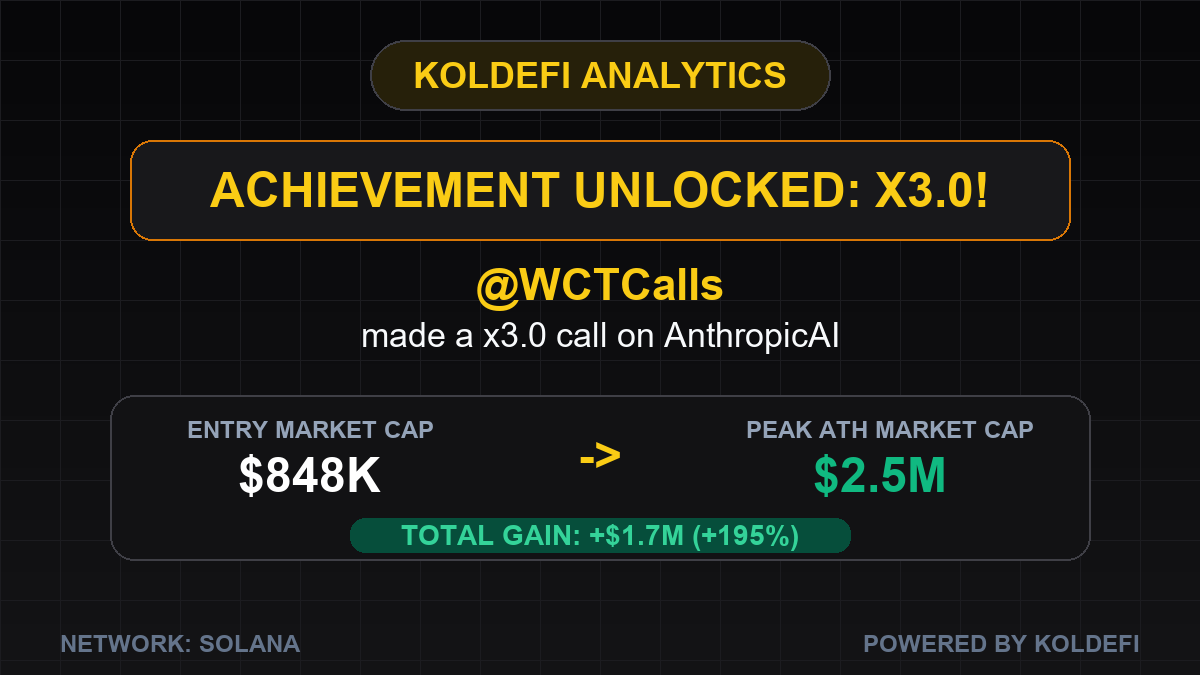 KOLDEFI ANALYTICS
ACHIEVEMENT UNLOCKED: X3.0!
@WCTCalls
made a x3.0 call on AnthropicAI
ENTRY MARKET CAP
$848K
->
PEAK ATH MARKET CAP
$2.5M
TOTAL GAIN: +$1.7M (+195%)
NETWORK: SOLANA
POWERED BY KOLDEFI